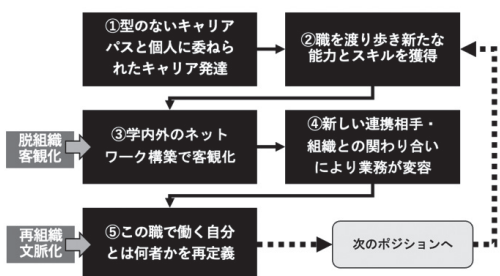 ①型のないキャリア
パスと個人に委ねら
れたキャリア発達
②職を渡り歩き新たな
能力とスキルを獲得
脱組織
客観化
③学内外のネット
ワーク構築で客観化
④新しい連携相手・
組織との関わり合い
により業務が変容
再組織
文脈化
⑤この職で働く自分
とは何者かを再定義
次のポジションへ